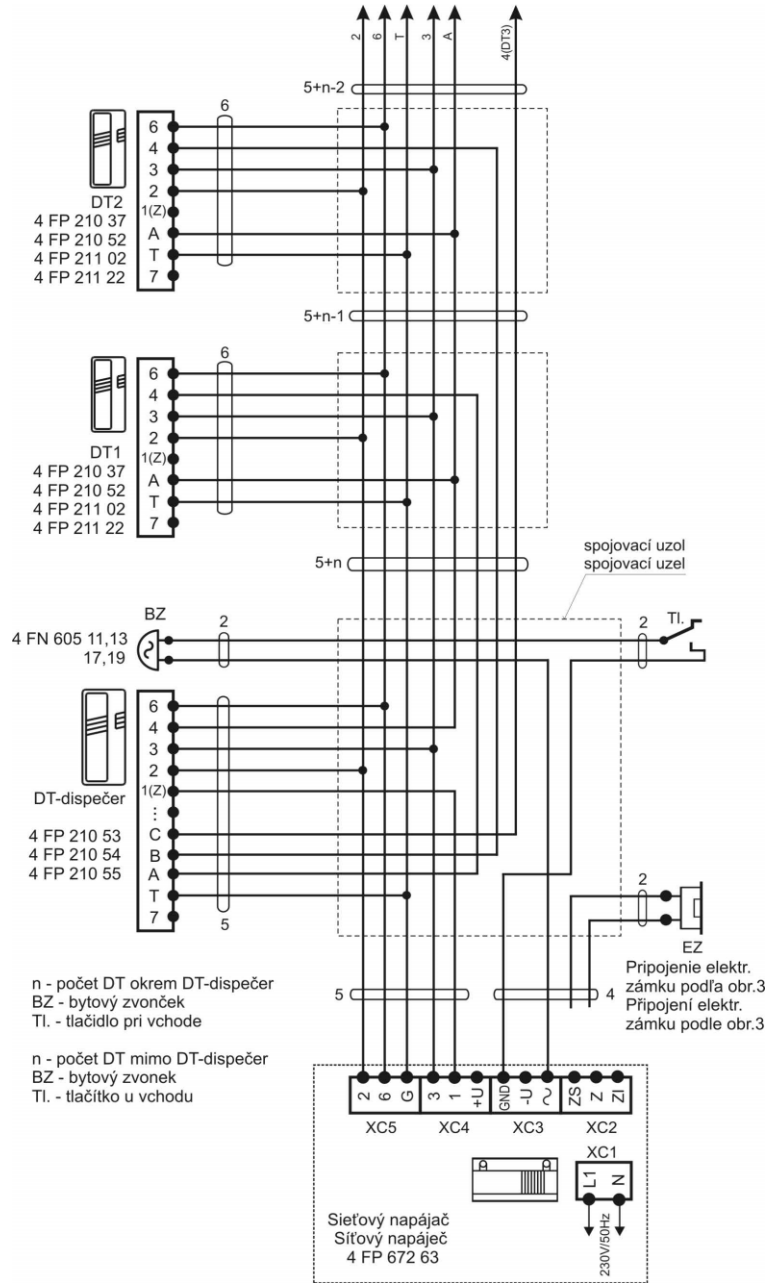 2
6
T
3
A
4(DT3)
5+n-2
6
6
4
3
2
1(Z)
A
T
7
DT2
4 FP 210 37
4 FP 210 52
4 FP 211 02
4 FP 211 22
5+n-1
6
6
4
3
2
1(Z)
A
T
7
DT1
4 FP 210 37
4 FP 210 52
4 FP 211 02
4 FP 211 22
5+n
spojovací uzol
spojovací uzel
BZ
2
2
Tl.
4 FN 605 11,13
17,19
6
4
3
2
1(Z)
⋮
C
B
A
T
7
DT-dispečer
4 FP 210 53
4 FP 210 54
4 FP 210 55
5
2
EZ
Pripojenie elektr.
zámku podľa obr.3
Připojení elektr.
zámku podle obr.3
n - počet DT okrem DT-dispečer
BZ - bytový zvonček
Tl. - tlačidlo pri vchode
n - počet DT mimo DT-dispečer
BZ - bytový zvonek
Tl. - tlačítko u vchodu
5
4
2
6
G
3
1
+U
GND
-U
~
ZS
Z
ZI
XC5
XC4
XC3
XC2
XC1
L1
N
230V/50Hz
Sieťový napájač
Síťový napáječ
4 FP 672 63